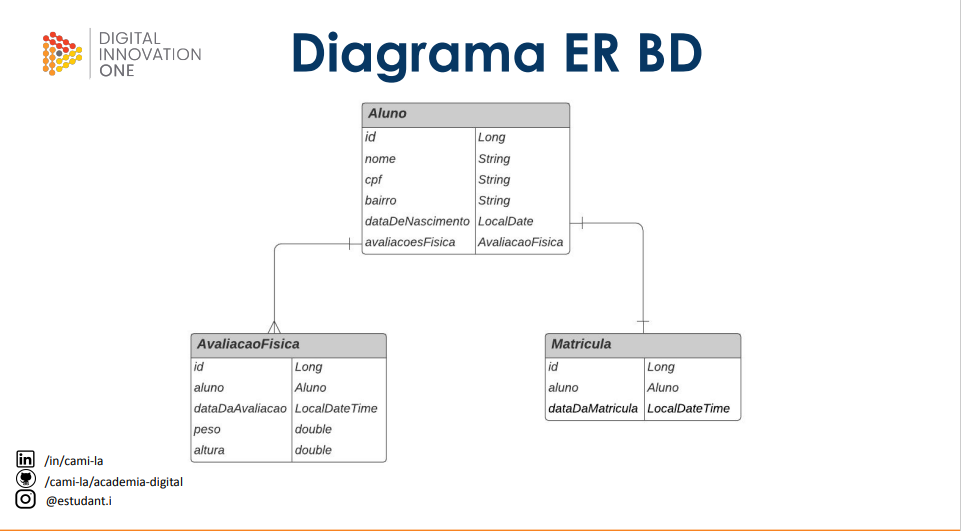 DIGITAL
INNOVATION
ONE
Diagrama ER BD
Aluno
id Long
nome String
cpf String
bairro String
dataDeNascimento LocalDate
avaliacoesFisica AvaliacaoFisica
AvaliacaoFisica
id Long
aluno Aluno
dataDaAvaliacao LocalDateTime
peso double
altura double
Matricula
id Long
aluno Aluno
dataDaMatricula LocalDateTime
in /in/cami-la
/cami-la/academia-digital
@estudant.i